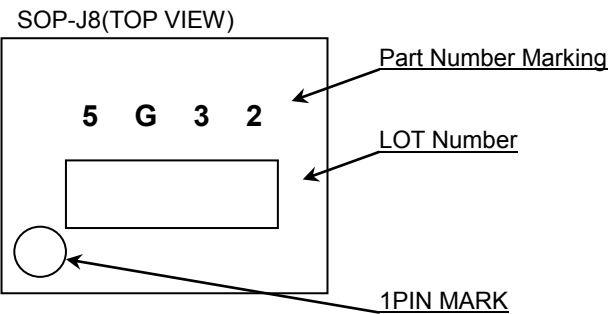 SOP-J8(TOP VIEW)
Part Number Marking
5 G 3 2
LOT Number
1PIN MARK